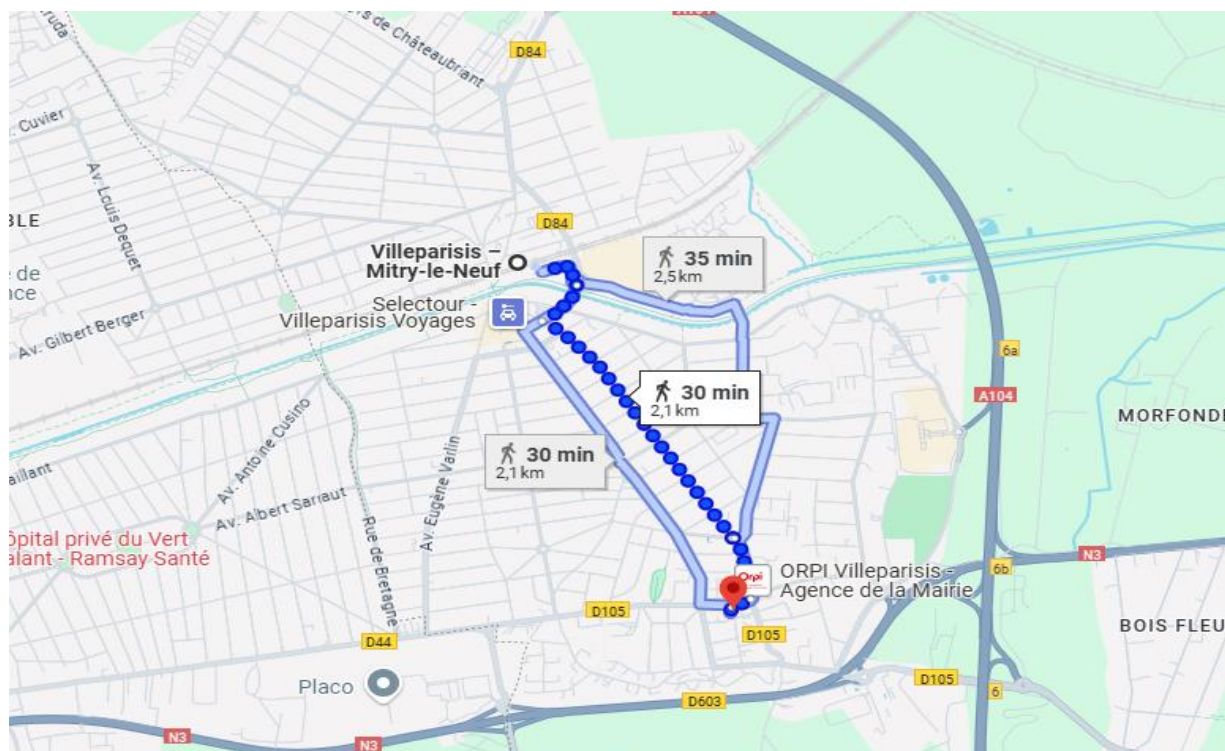 D84
de Châteaubriant
Cuvier
Av. Louis Dequet
BLE
D84
Villeparisis –
Mitry-le-Neuf
35 min
2,5 km
Selectour -
Villeparisis Voyages
Av. Gilbert Berger
6a
30 min
2,1 km
A104
MORFOND
30 min
2,1 km
Av. Antoine Cusino
Av. Eugène Varlin
Av. Albert Sarraut
aillant
ôpital privé du Vert
alant - Ramsay Santé
Rue de Bretagne
N3
6b
Orpi
ORPI Villeparisis -
Agence de la Mairie
D105
D105
D44
BOIS FLEU
Placo
D105
6
D603
N3
N3